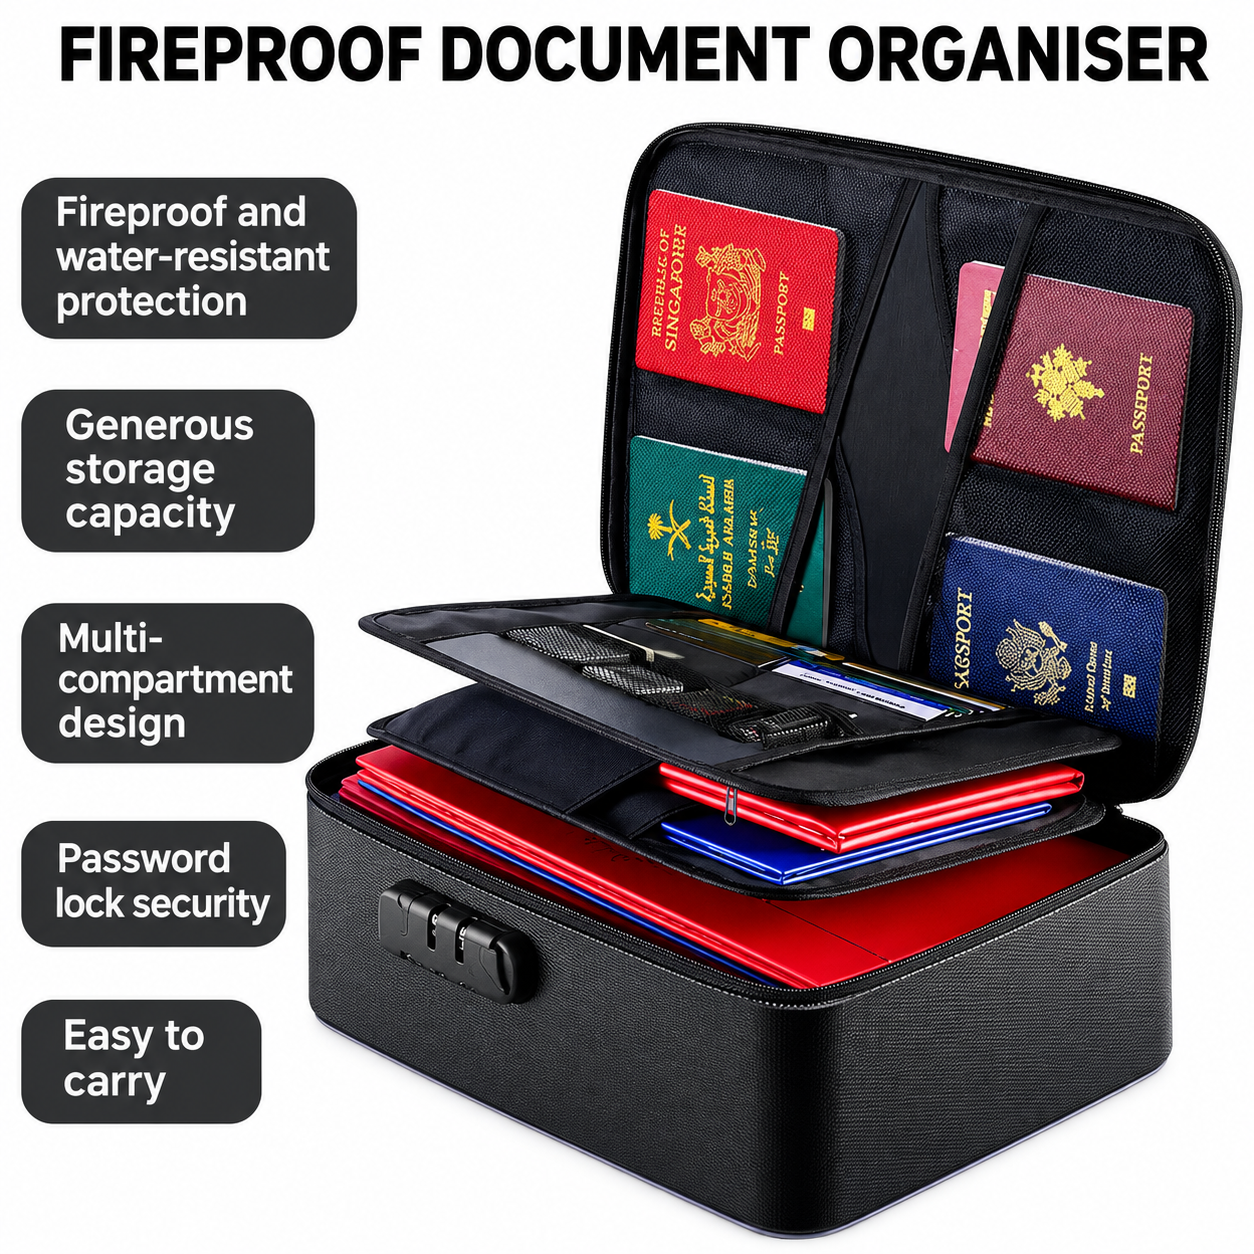 FIREPROOF DOCUMENT ORGANISER
Fireproof and
water-resistant
protection
Generous
storage
capacity
Multi-
compartment
design
Password
lock security
Easy to
carry
SINGAPORE
PASSPORT
PASSPORT